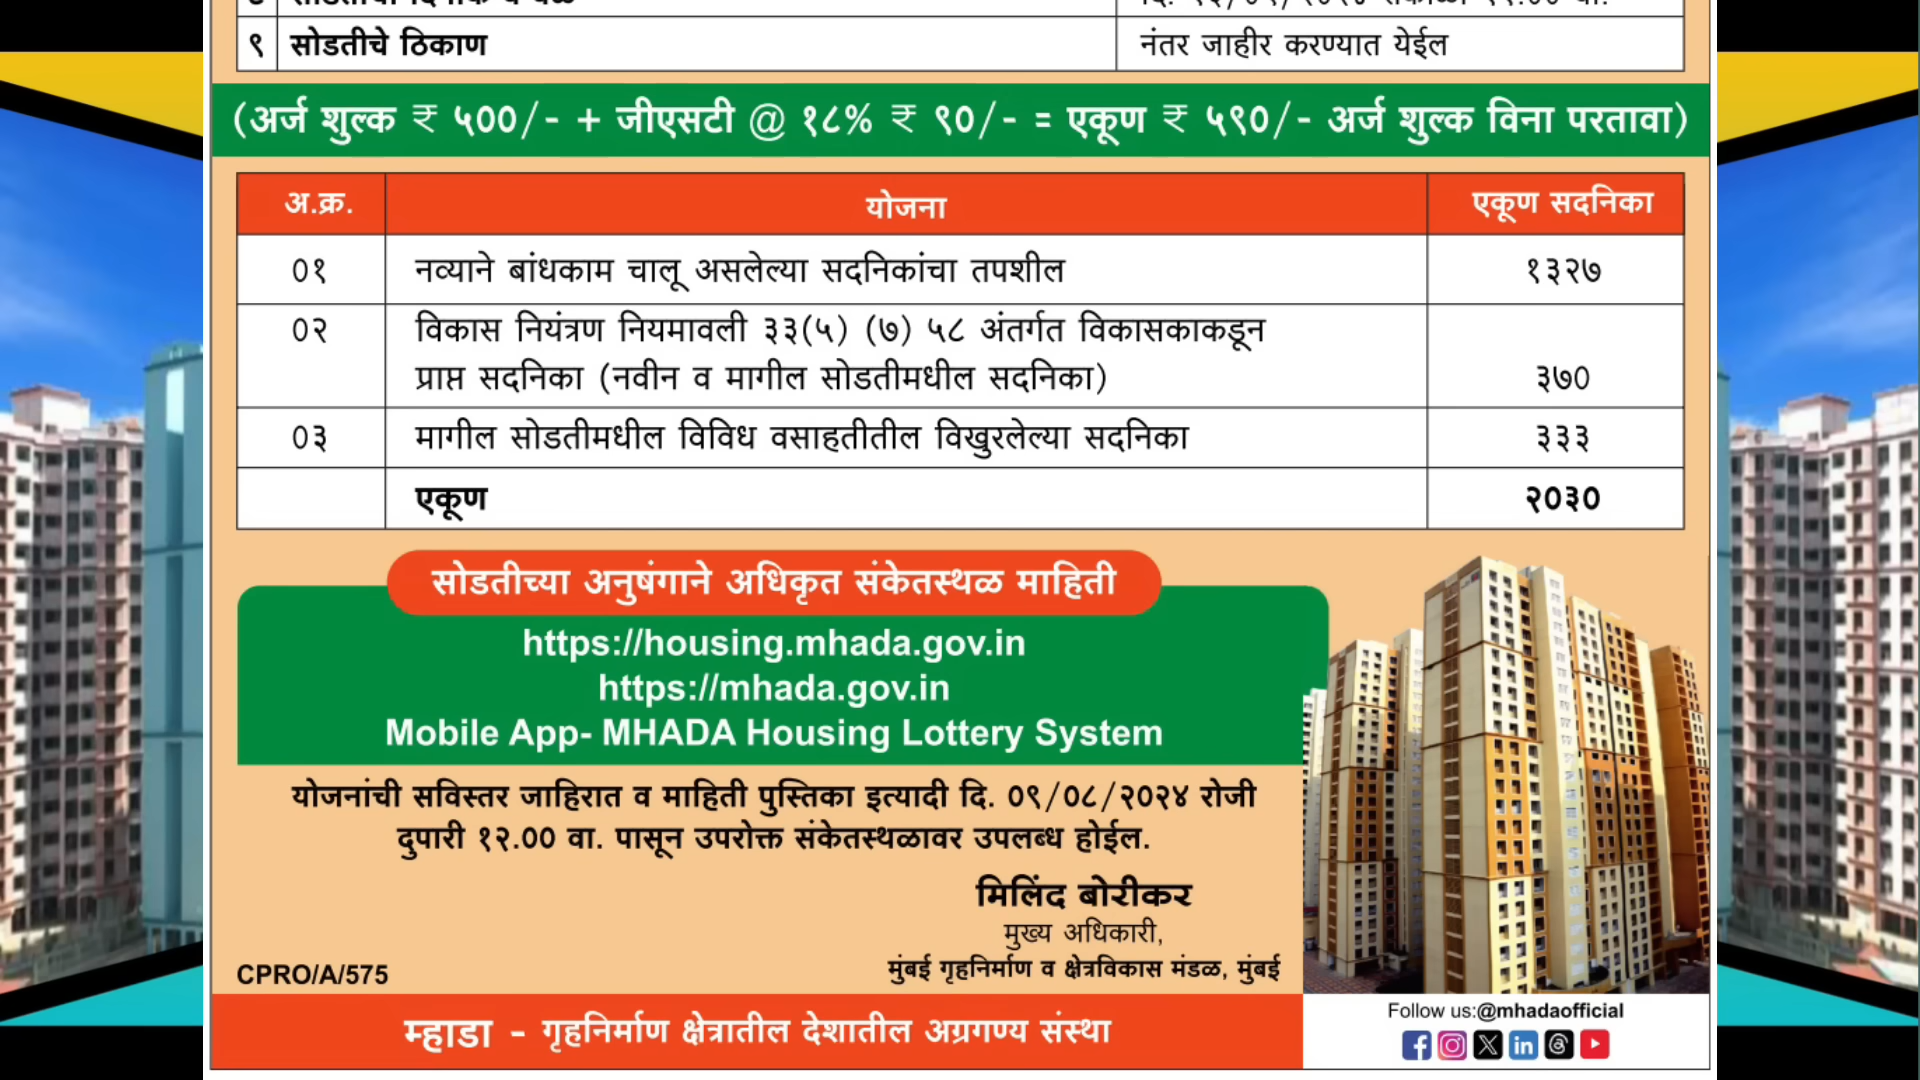 ९ सोडतीचे ठिकाण नंतर जाहीर करण्यात येईल
(अर्ज शुल्क ₹ ५००/- + जीएसटी @ १८% ₹ ९०/- = एकूण ₹ ५९०/- अर्ज शुल्क विना परतावा)
अ.क्र. योजना एकूण सदनिका
०१ नव्याने बांधकाम चालू असलेल्या सदनिकांचा तपशील १३२७
०२ विकास नियंत्रण नियमावली ३३(५) (७) ५८ अंतर्गत विकासकाकडून
प्राप्त सदनिका (नवीन व मागील सोडतीमधील सदनिका) ३७०
०३ मागील सोडतीमधील विविध वसाहतीतील विखुरलेल्या सदनिका ३३३
एकूण २०३०
सोडतीच्या अनुषंगाने अधिकृत संकेतस्थळ माहिती
https://housing.mhada.gov.in
https://mhada.gov.in
Mobile App- MHADA Housing Lottery System
योजनांची सविस्तर जाहिरात व माहिती पुस्तिका इत्यादी दि. ०९/०८/२०२४ रोजी
दुपारी १२.०० वा. पासून उपरोक्त संकेतस्थळावर उपलब्ध होईल.
मिलिंद बोरीकर
मुख्य अधिकारी,
मुंबई गृहनिर्माण व क्षेत्रविकास मंडळ, मुंबई
CPRO/A/575
म्हाडा - गृहनिर्माण क्षेत्रातील देशातील अग्रगण्य संस्था
Follow us:@mhadaofficial